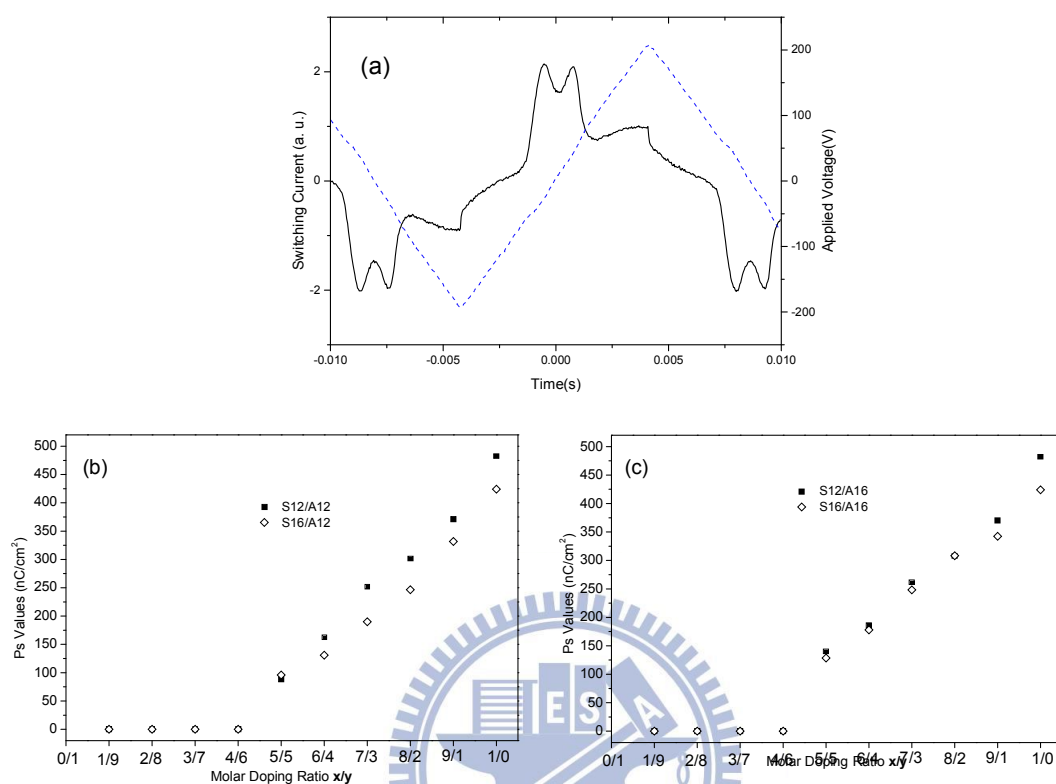 (a)
Switching Current (a. u.)
2
0
-2
Applied Voltage(V)
200
100
0
-100
-200
-0.010 -0.005 0.000 0.005 0.010
Time(s)
(b)
S12/A12
S16/A12
Ps Values (nC/cm²)
500
450
400
350
300
250
200
150
100
50
0
0/1 1/9 2/8 3/7 4/6 5/5 6/4 7/3 8/2 9/1 1/0
Molar Doping Ratio x/y
(c)
S12/A16
S16/A16
Ps Values (nC/cm²)
500
450
400
350
300
250
200
150
100
50
0
0/1 1/9 2/8 3/7 4/6 5/5 6/4 7/3 8/2 9/1 1/0
Molar Doping Ratio x/y
E S A